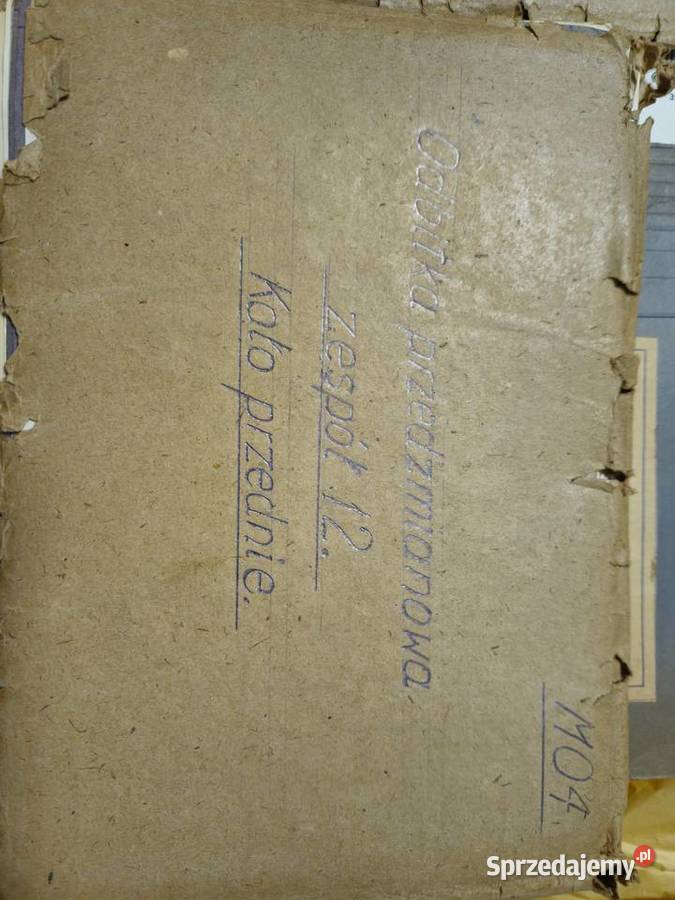 M04
Odbitka przedzmianowa
zespół 12.
Koło przednie.
Sprzedajemy.pl